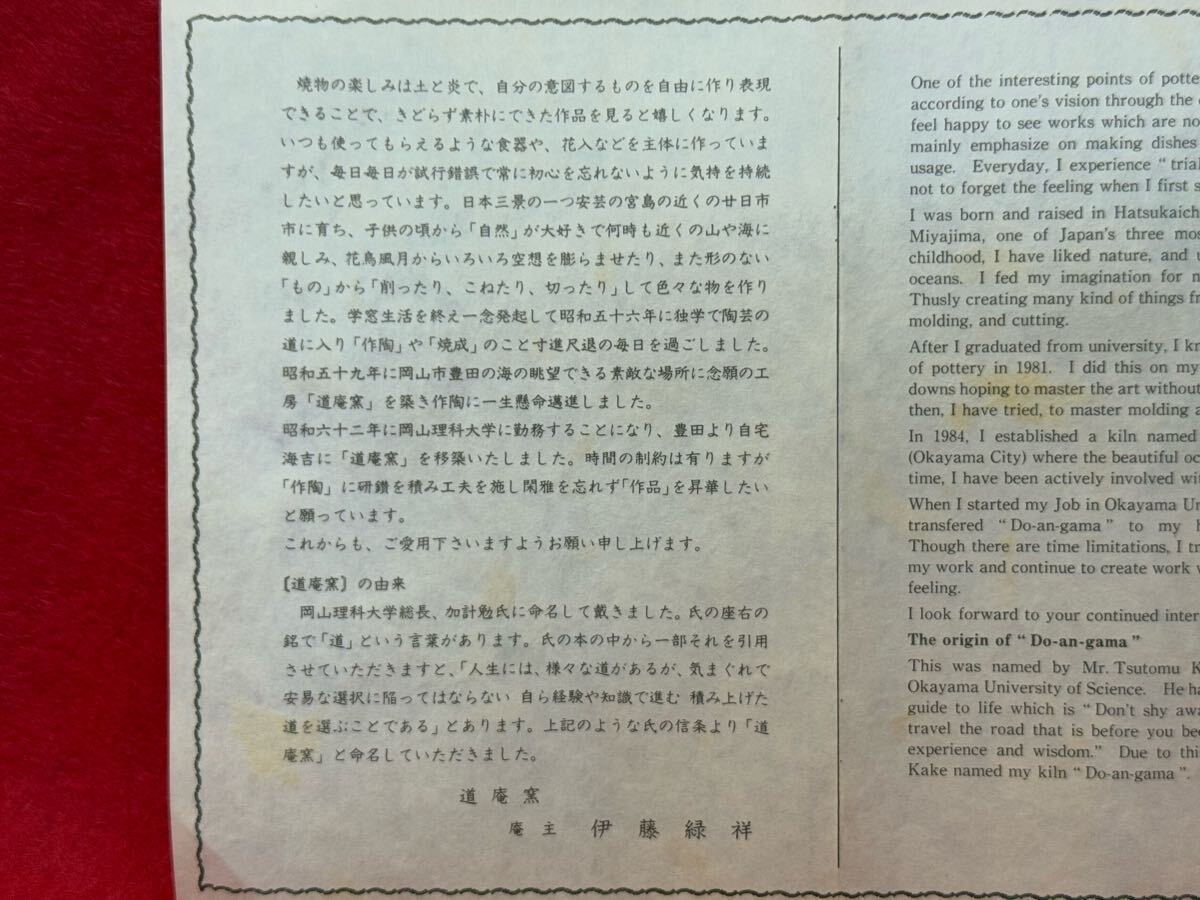 焼物の楽しみは土と炎で、自分の意図するものを自由に作り表現
できることで、きどらず素朴にできた作品を見ると嬉しくなります。
いつも使ってもらえるような食器や、花入などを主体に作っていま
すが、毎日毎日が試行錯誤で常に初心を忘れないように気持を持続
したいと思っています。日本三景の一つ安芸の宮島の近くの廿日市
市に育ち、子供の頃から「自然」が大好きで何時も近くの山や海に
親しみ、花鳥風月からいろいろ空想を膨らませたり、また形のない
「もの」から「削ったり、こねたり、切ったり」して色々な物を作り
ました。学窓生活を終え一念発起して昭和五十六年に独学で陶芸の
道に入り「作陶」や「焼成」のこと寸進尺退の毎日を過ごしました。
昭和五十九年に岡山市豊田の海の眺望できる素敵な場所に念願の工
房「道庵窯」を築き作陶に一生懸命邁進しました。
昭和六十二年に岡山理科大学に勤務することになり、豊田より自宅
海吉に「道庵窯」を移築いたしました。時間の制約は有りますが
「作陶」に研鑽を積み工夫を施し閑雅を忘れず「作品」を昇華したい
と願っています。
これからも、ご愛用下さいますようお願い申し上げます。
〔道庵窯〕の由来
岡山理科大学総長、加計勉氏に命名して戴きました。氏の座右の
銘で「道」という言葉があります。氏の本の中から一部それを引用
させていただきますと、「人生には、様々な道があるが、気まぐれで
安易な選択に陥ってはならない 自ら経験や知識で進む 積み上げた
道を選ぶことである」とあります。上記のような氏の信条より「道
庵窯」と命名していただきました。
道庵窯
庵主 伊藤緑祥
One of the interesting points of potte
according to one's vision through the
feel happy to see works which are no
mainly emphasize on making dishes
usage. Everyday, I experience "trial
not to forget the feeling when I first s
I was born and raised in Hatsukaich
Miyajima, one of Japan's three mos
childhood, I have liked nature, and u
oceans. I fed my imagination for n
Thusly creating many kind of things fr
molding, and cutting.
After I graduated from university, I kn
of pottery in 1981. I did this on my
downs hoping to master the art without
then, I have tried, to master molding a
In 1984, I established a kiln named
(Okayama City) where the beautiful oc
time, I have been actively involved wit
When I started my Job in Okayama Un
transfered "Do-an-gama" to my h
Though there are time limitations, I tr
my work and continue to create work w
feeling.
I look forward to your continued inter
The origin of "Do-an-gama"
This was named by Mr. Tsutomu K
Okayama University of Science. He ha
guide to life which is "Don't shy awa
travel the road that is before you bec
experience and wisdom." Due to thi
Kake named my kiln "Do-an-gama".